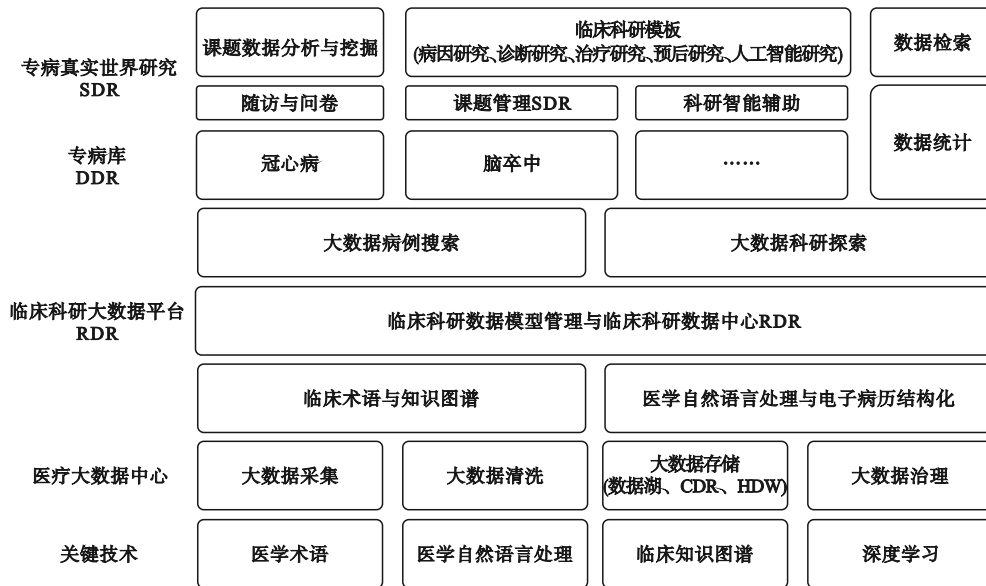 专病真实世界研究
SDR
课题数据分析与挖掘
临床科研模板
(病因研究、诊断研究、治疗研究、预后研究、人工智能研究)
数据检索
随访与问卷
课题管理SDR
科研智能辅助
数据统计
专病库
DDR
冠心病
脑卒中
……
大数据病例搜索
大数据科研探索
临床科研大数据平台
RDR
临床科研数据模型管理与临床科研数据中心RDR
临床术语与知识图谱
医学自然语言处理与电子病历结构化
医疗大数据中心
大数据采集
大数据清洗
大数据存储
(数据湖、CDR、HDW)
大数据治理
关键技术
医学术语
医学自然语言处理
临床知识图谱
深度学习